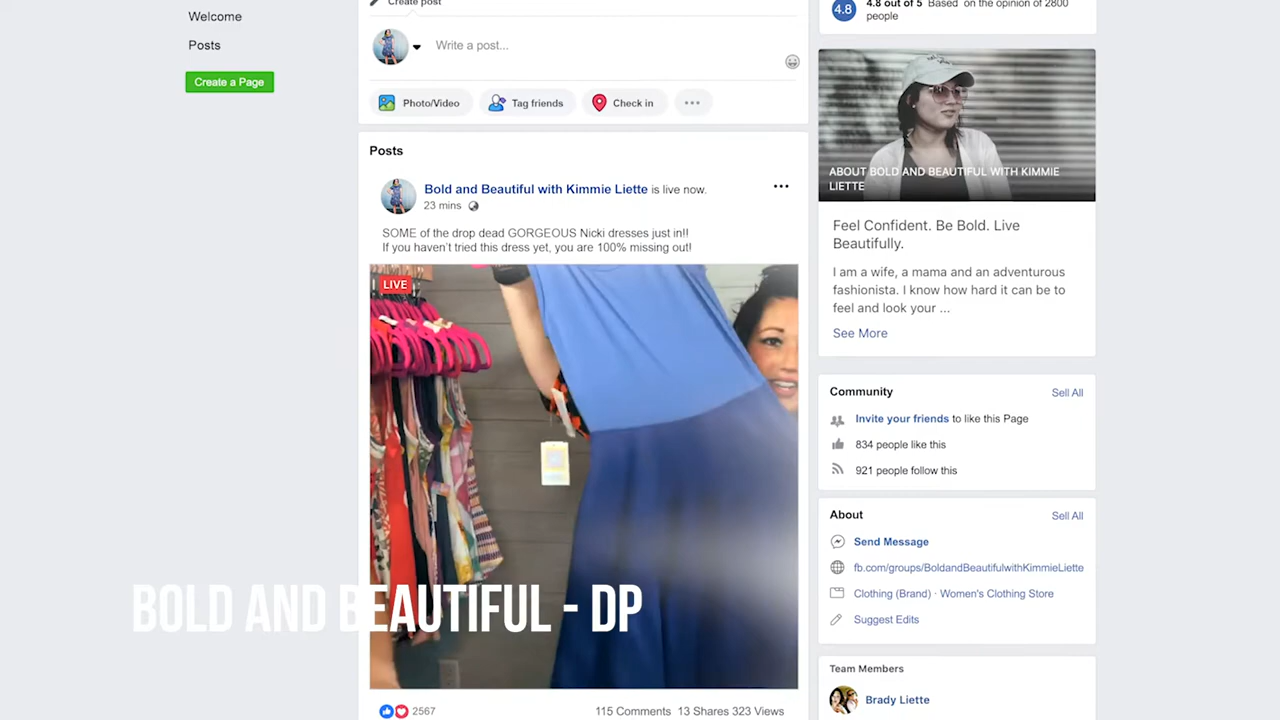 Welcome
Posts
Create a Page
Create post
Write a post...
Photo/Video
Tag friends
Check in
Posts
Bold and Beautiful with Kimmie Liette is live now.
23 mins
SOME of the drop dead GORGEOUS Nicki dresses just in!!
If you haven't tried this dress yet, you are 100% missing out!
LIVE
BOLD AND BEAUTIFUL - DP
2567
115 Comments 13 Shares 323 Views
4.8
4.8 out of 5 Based on the opinion of 2800
people
ABOUT BOLD AND BEAUTIFUL WITH KIMMIE
LIETTE
Feel Confident. Be Bold. Live
Beautifully.
I am a wife, a mama and an adventurous
fashionista. I know how hard it can be to
feel and look your ...
See More
Community
Sell All
Invite your friends to like this Page
834 people like this
921 people follow this
About
Sell All
Send Message
fb.com/groups/BoldandBeautifulwithKimmieLiette
Clothing (Brand) · Women's Clothing Store
Suggest Edits
Team Members
Brady Liette